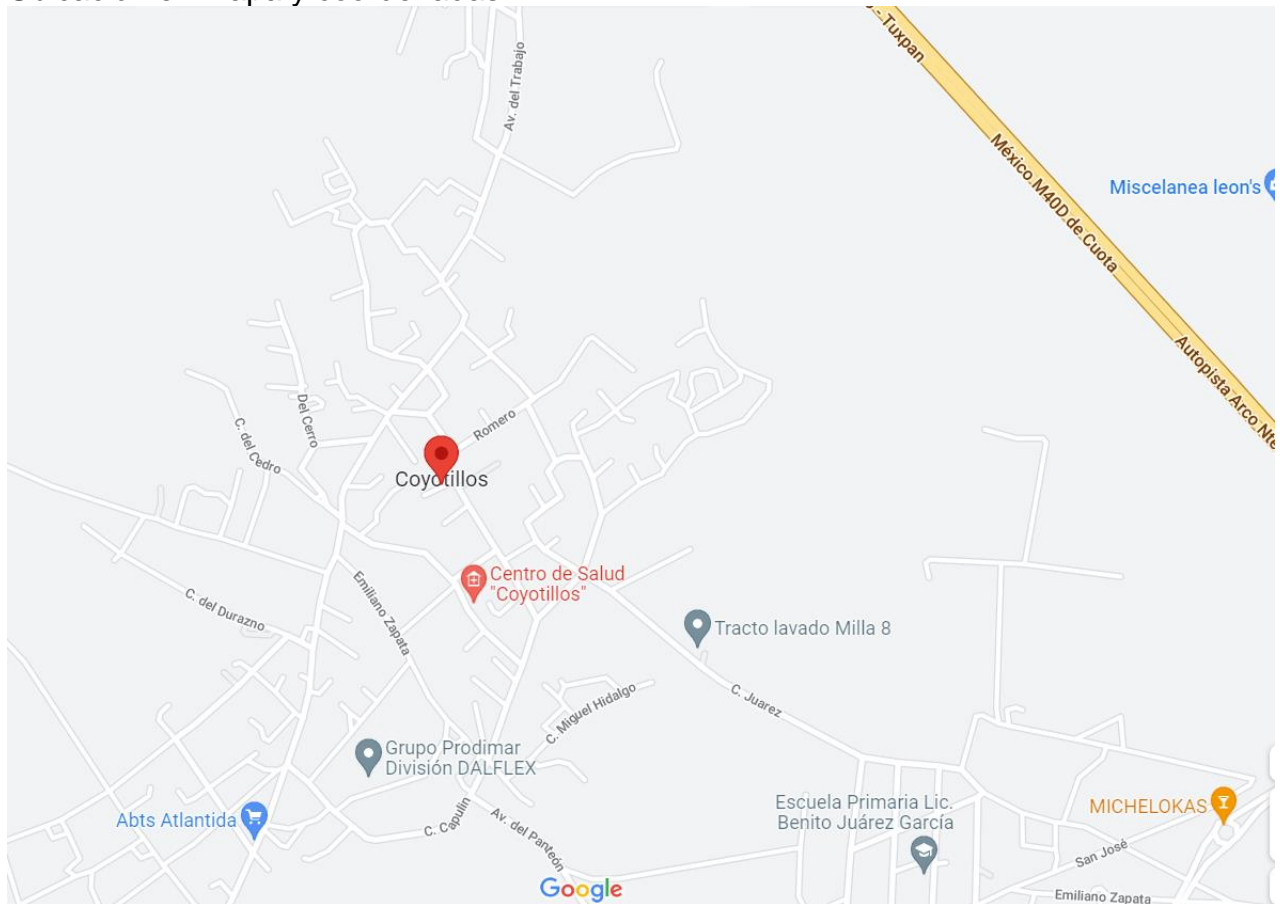 - Tuxpan
México M40D de Cuota
Autopista Arco Nte
Miscelanea leon's
Av. del Trabajo
Del Cerro
C. del Cedro
Romero
Coyotillos
Centro de Salud
"Coyotillos"
Emiliano Zapata
C. del Durazno
Tracto lavado Milla 8
C. Juarez
C. Miguel Hidalgo
Grupo Prodimar
División DALFLEX
Abts Atlantida
C. Capulin
Av. del Panteón
Escuela Primaria Lic.
Benito Juárez García
MICHELOKAS
San José
Emiliano Zapata
Google